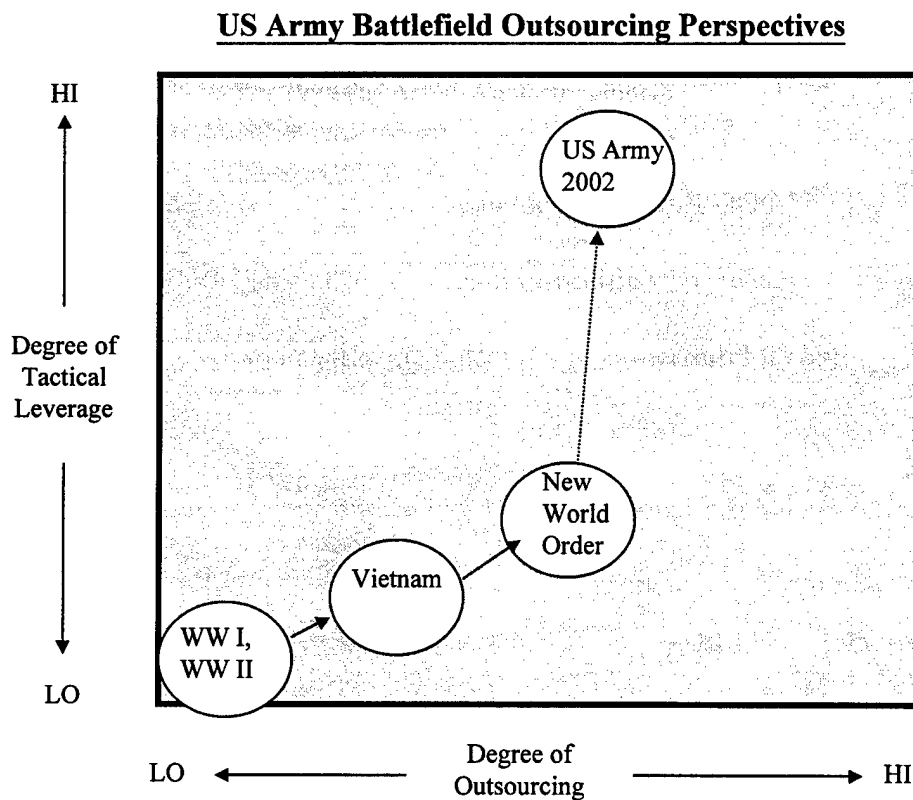 US Army Battlefield Outsourcing Perspectives
HI
US Army
2002
Degree of
Tactical
Leverage
New
World
Order
Vietnam
WW I,
WW II
LO
LO
Degree of
Outsourcing
HI